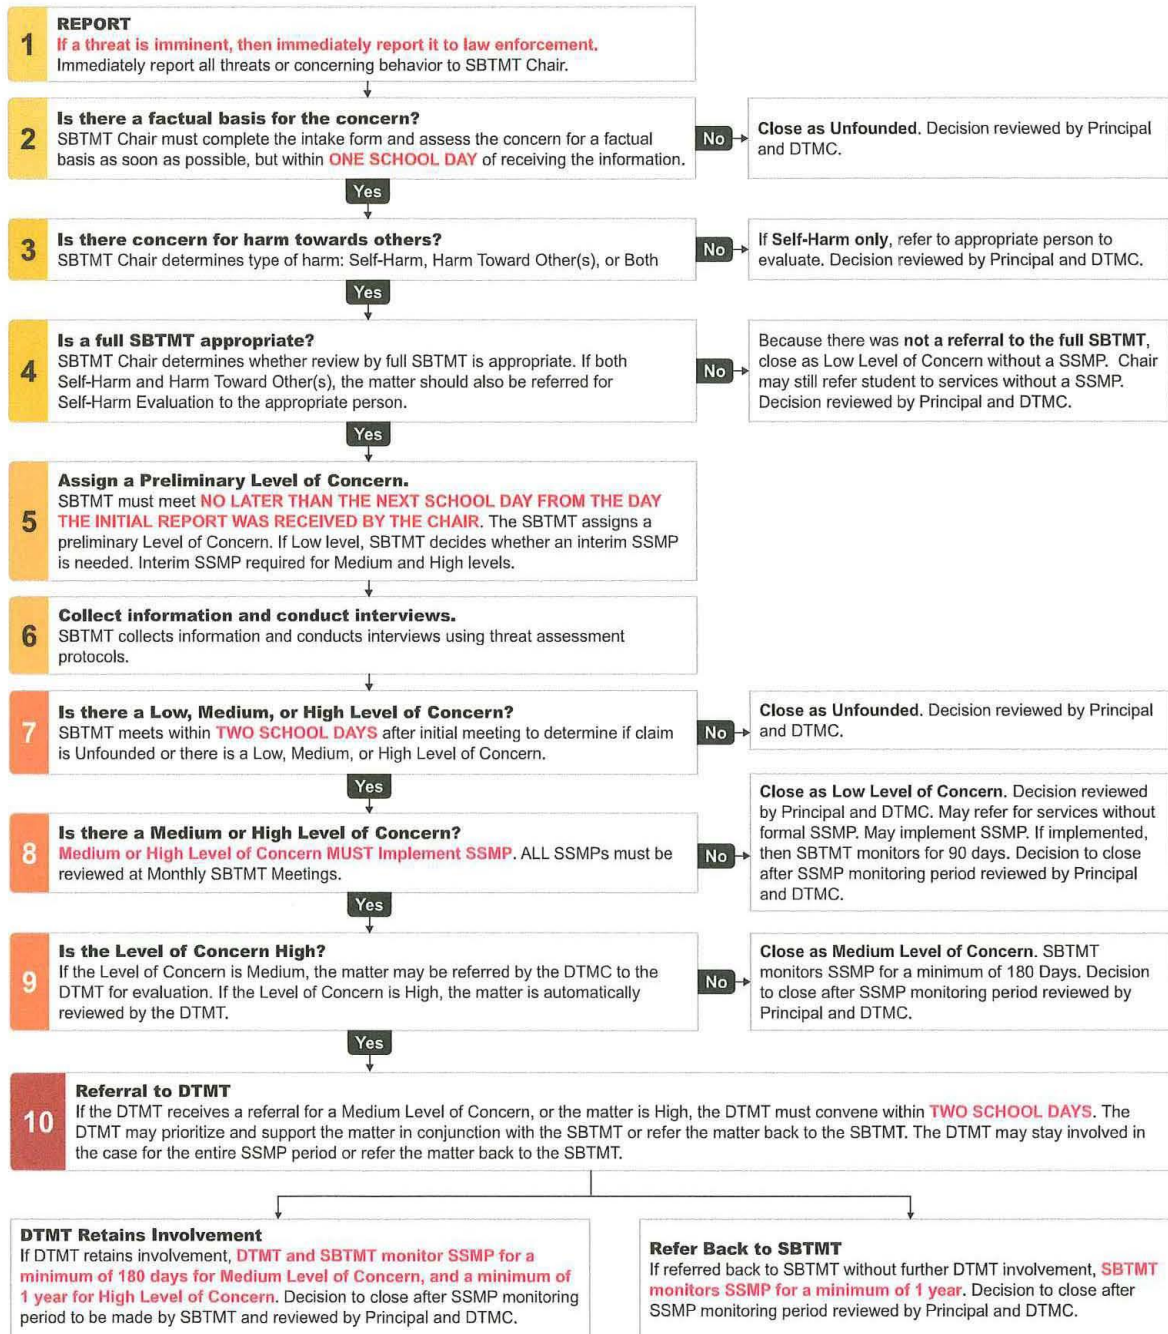 1
REPORT
If a threat is imminent, then immediately report it to law enforcement.
Immediately report all threats or concerning behavior to SBTMT Chair.
2
Is there a factual basis for the concern?
SBTMT Chair must complete the intake form and assess the concern for a factual
basis as soon as possible, but within ONE SCHOOL DAY of receiving the information.
No
Close as Unfounded. Decision reviewed by Principal
and DTMC.
Yes
3
Is there concern for harm towards others?
SBTMT Chair determines type of harm: Self-Harm, Harm Toward Other(s), or Both
No
If Self-Harm only, refer to appropriate person to
evaluate. Decision reviewed by Principal and DTMC.
Yes
4
Is a full SBTMT appropriate?
SBTMT Chair determines whether review by full SBTMT is appropriate. If both
Self-Harm and Harm Toward Other(s), the matter should also be referred for
Self-Harm Evaluation to the appropriate person.
No
Because there was not a referral to the full SBTMT,
close as Low Level of Concern without a SSMP. Chair
may still refer student to services without a SSMP.
Decision reviewed by Principal and DTMC.
Yes
5
Assign a Preliminary Level of Concern.
SBTMT must meet NO LATER THAN THE NEXT SCHOOL DAY FROM THE DAY
THE INITIAL REPORT WAS RECEIVED BY THE CHAIR. The SBTMT assigns a
preliminary Level of Concern. If Low level, SBTMT decides whether an interim SSMP
is needed. Interim SSMP required for Medium and High levels.
6
Collect information and conduct interviews.
SBTMT collects information and conducts interviews using threat assessment
protocols.
7
Is there a Low, Medium, or High Level of Concern?
SBTMT meets within TWO SCHOOL DAYS after initial meeting to determine if claim
is Unfounded or there is a Low, Medium, or High Level of Concern.
No
Close as Unfounded. Decision reviewed by Principal
and DTMC.
Yes
8
Is there a Medium or High Level of Concern?
Medium or High Level of Concern MUST Implement SSMP. ALL SSMPs must be
reviewed at Monthly SBTMT Meetings.
No
Close as Low Level of Concern. Decision reviewed
by Principal and DTMC. May refer for services without
formal SSMP. May implement SSMP. If implemented,
then SBTMT monitors for 90 days. Decision to close
after SSMP monitoring period reviewed by Principal
and DTMC.
Yes
9
Is the Level of Concern High?
If the Level of Concern is Medium, the matter may be referred by the DTMC to the
DTMT for evaluation. If the Level of Concern is High, the matter is automatically
reviewed by the DTMT.
No
Close as Medium Level of Concern. SBTMT
monitors SSMP for a minimum of 180 Days. Decision
to close after SSMP monitoring period reviewed by
Principal and DTMC.
Yes
10
Referral to DTMT
If the DTMT receives a referral for a Medium Level of Concern, or the matter is High, the DTMT must convene within TWO SCHOOL DAYS. The
DTMT may prioritize and support the matter in conjunction with the SBTMT or refer the matter back to the SBTMT. The DTMT may stay involved in
the case for the entire SSMP period or refer the matter back to the SBTMT.
DTMT Retains Involvement
If DTMT retains involvement, DTMT and SBTMT monitor SSMP for a
minimum of 180 days for Medium Level of Concern, and a minimum of
1 year for High Level of Concern. Decision to close after SSMP monitoring
period to be made by SBTMT and reviewed by Principal and DTMC.
Refer Back to SBTMT
If referred back to SBTMT without further DTMT involvement, SBTMT
monitors SSMP for a minimum of 1 year. Decision to close after
SSMP monitoring period reviewed by Principal and DTMC.